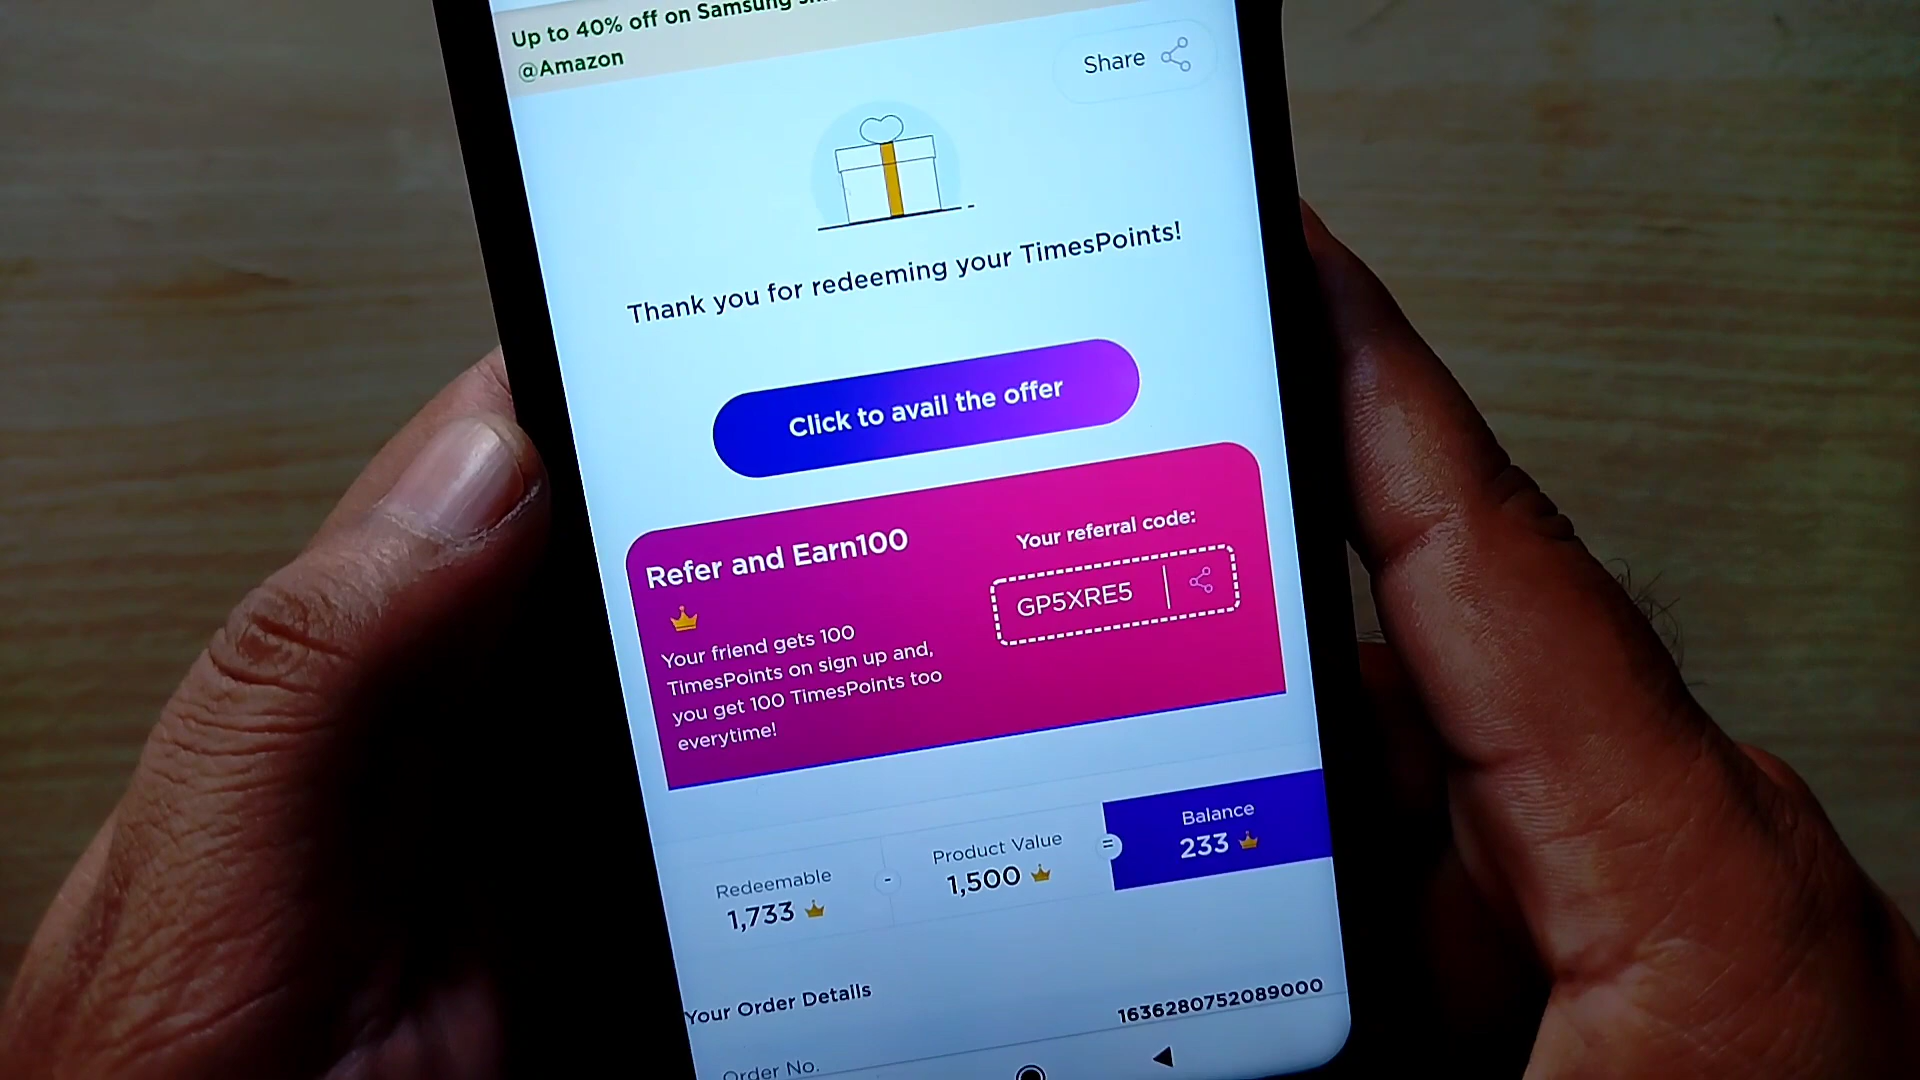 Up to 40% off on Samsung
@Amazon
Share
Thank you for redeeming your TimesPoints!
Click to avail the offer
Refer and Earn100
Your friend gets 100
TimesPoints on sign up and,
you get 100 TimesPoints too
everytime!
Your referral code:
GP5XRE5
Redeemable
1,733
-
Product Value
1,500
=
Balance
233
Your Order Details
Order No.
1636280752089000